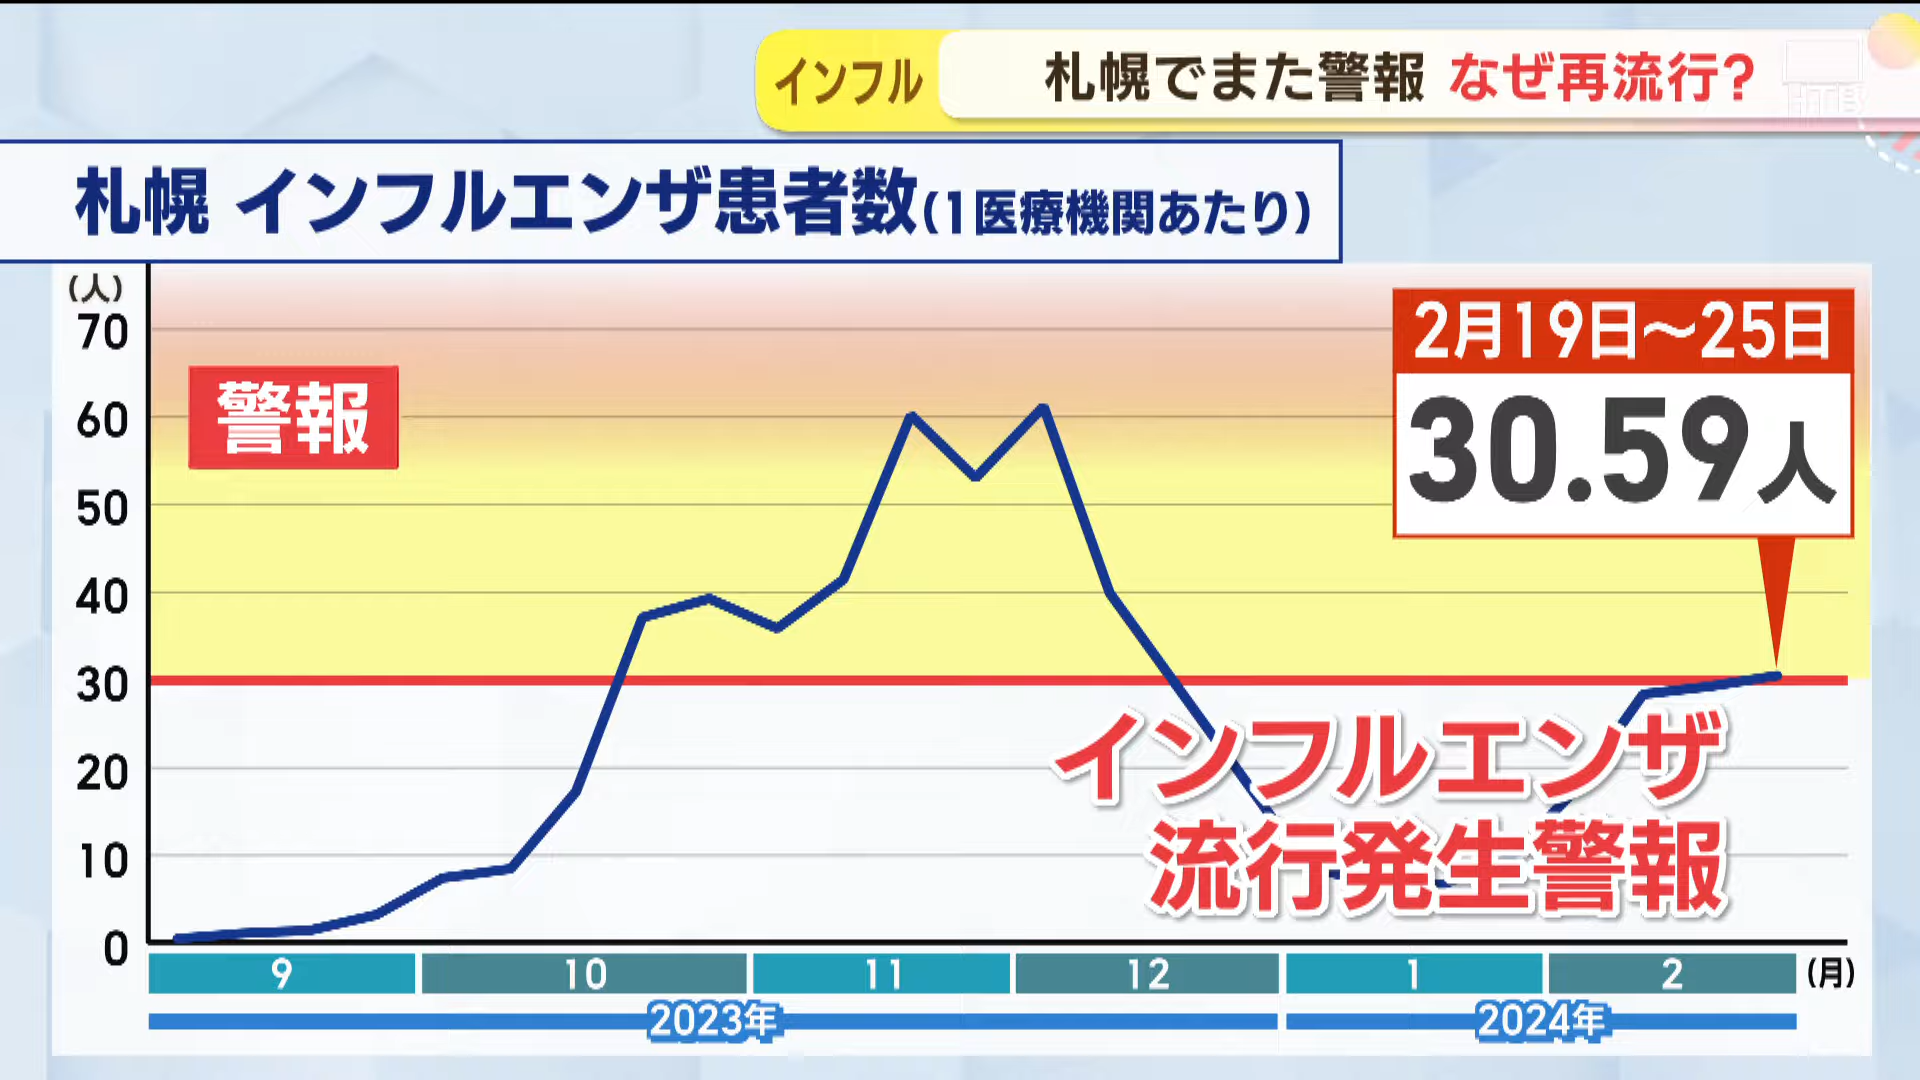 インフル 札幌でまた警報 なぜ再流行?
HTB
札幌 インフルエンザ患者数(1医療機関あたり)
(人)
70
60
50
40
30
20
10
0
警報
2月19日〜25日
30.59人
インフルエンザ
流行発生警報
9 10 11 12 1 2 (月)
2023年 2024年